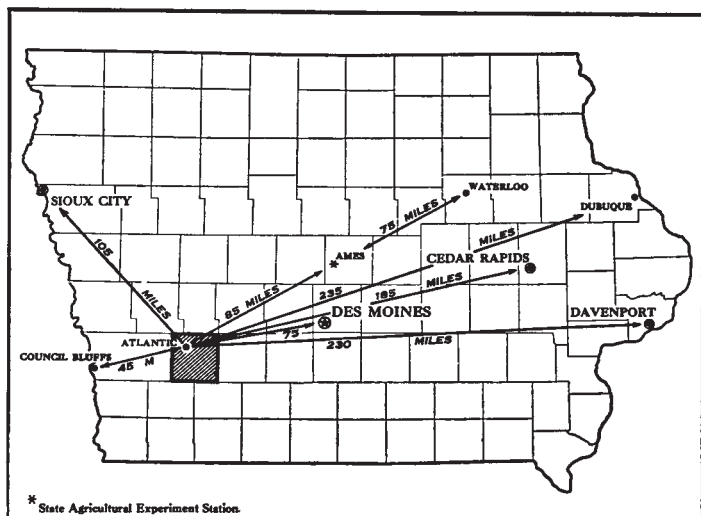 WATERLOO
SIOUX CITY
DUBUQUE
75 MILES
AMES
*
MILES
CEDAR RAPIDS
105
MILES
85 MILES
235
185 MILES
DES MOINES
DAVENPORT
ATLANTIC
75
230 MILES
COUNCIL BLUFFS
45 M
* State Agricultural Experiment Station.